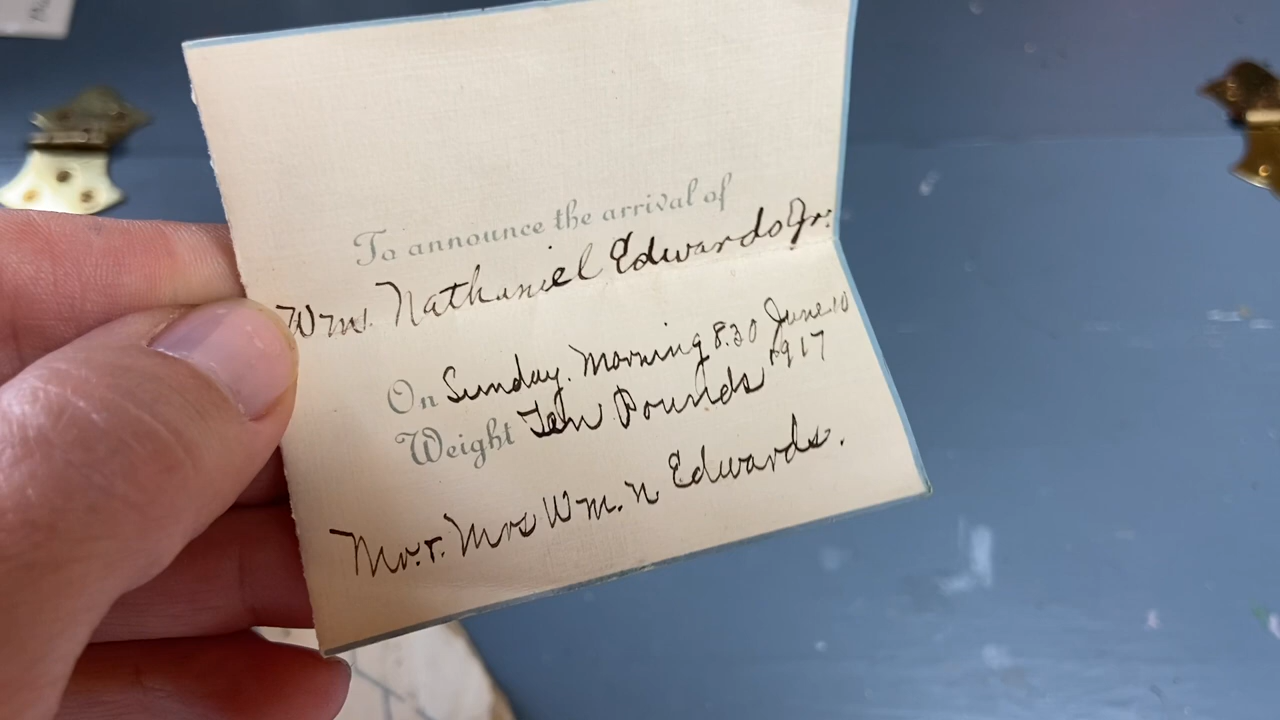 To announce the arrival of
Wm. Nathaniel Edwards Jr.
On Sunday. Morning 8.30 June 10
1917
Weight Ten Pounds
Mr. Mrs Wm. N Edwards.